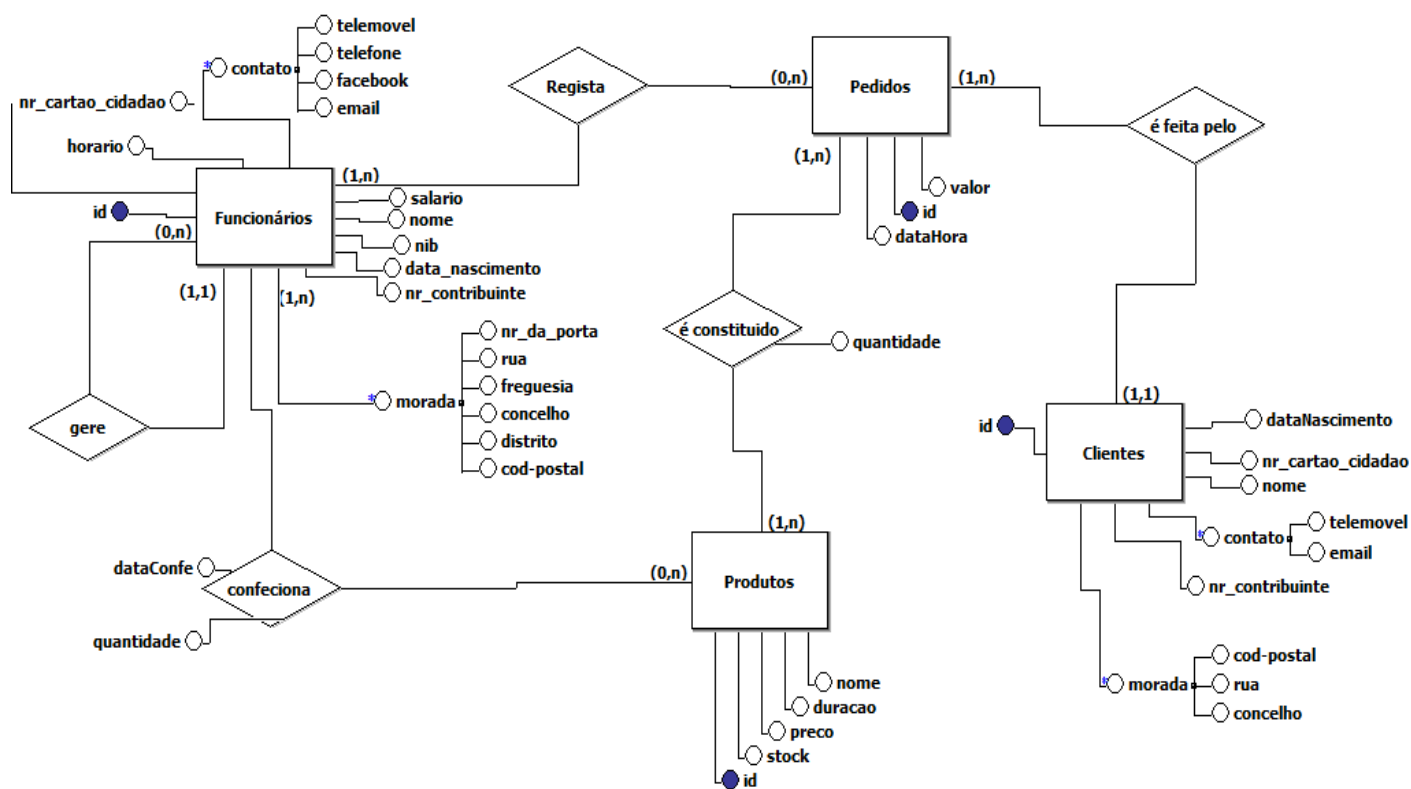 telemovel
telefone
* contato
facebook
email
nr_cartao_cidadao
horario
(1,n)
Funcionários
id
(0,n)
salario
nome
nib
data_nascimento
nr_contribuinte
(1,1)
(1,n)
Regista
(0,n)
Pedidos
(1,n)
(1,n)
valor
id
dataHora
é feita pelo
é constituido
quantidade
nr_da_porta
rua
freguesia
* morada
concelho
distrito
cod-postal
gere
(1,1)
id
Clientes
dataNascimento
nr_cartao_cidadao
nome
telemovel
* contato
email
nr_contribuinte
cod-postal
* morada
rua
concelho
dataConfe
confeciona
quantidade
(0,n)
(1,n)
Produtos
nome
duracao
preco
stock
id